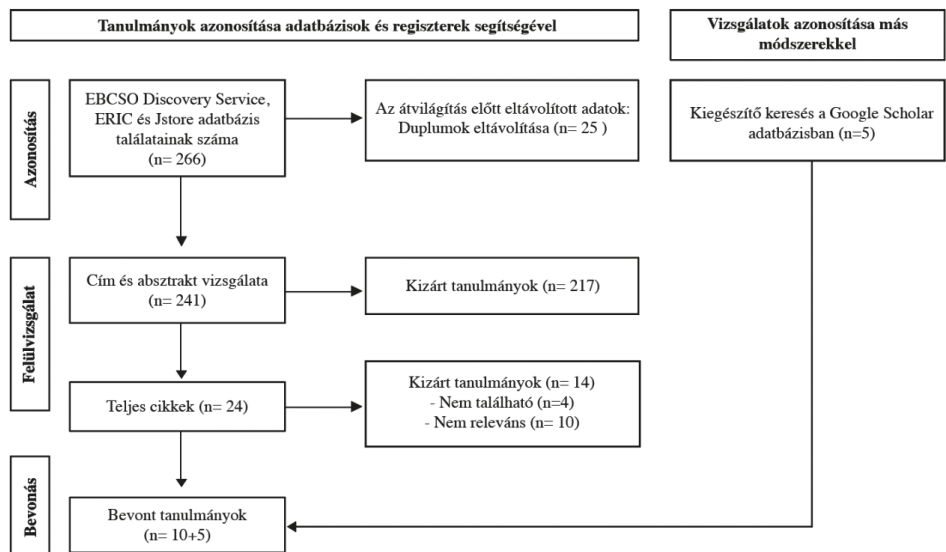 Tanulmányok azonosítása adatbázisok és regiszterek segítségével
Vizsgálatok azonosítása más
módszerekkel
Azonosítás
EBCSO Discovery Service,
ERIC és Jstore adatbázis
találatainak száma
(n= 266)
Az átvilágítás előtt eltávolított adatok:
Duplumok eltávolítása (n= 25 )
Kiegészítő keresés a Google Scholar
adatbázisban (n=5)
Felülvizsgálat
Cím és absztrakt vizsgálata
(n= 241)
Kizárt tanulmányok (n= 217)
Teljes cikkek (n= 24)
Kizárt tanulmányok (n= 14)
- Nem található (n=4)
- Nem releváns (n= 10)
Bevonás
Bevont tanulmányok
(n= 10+5)